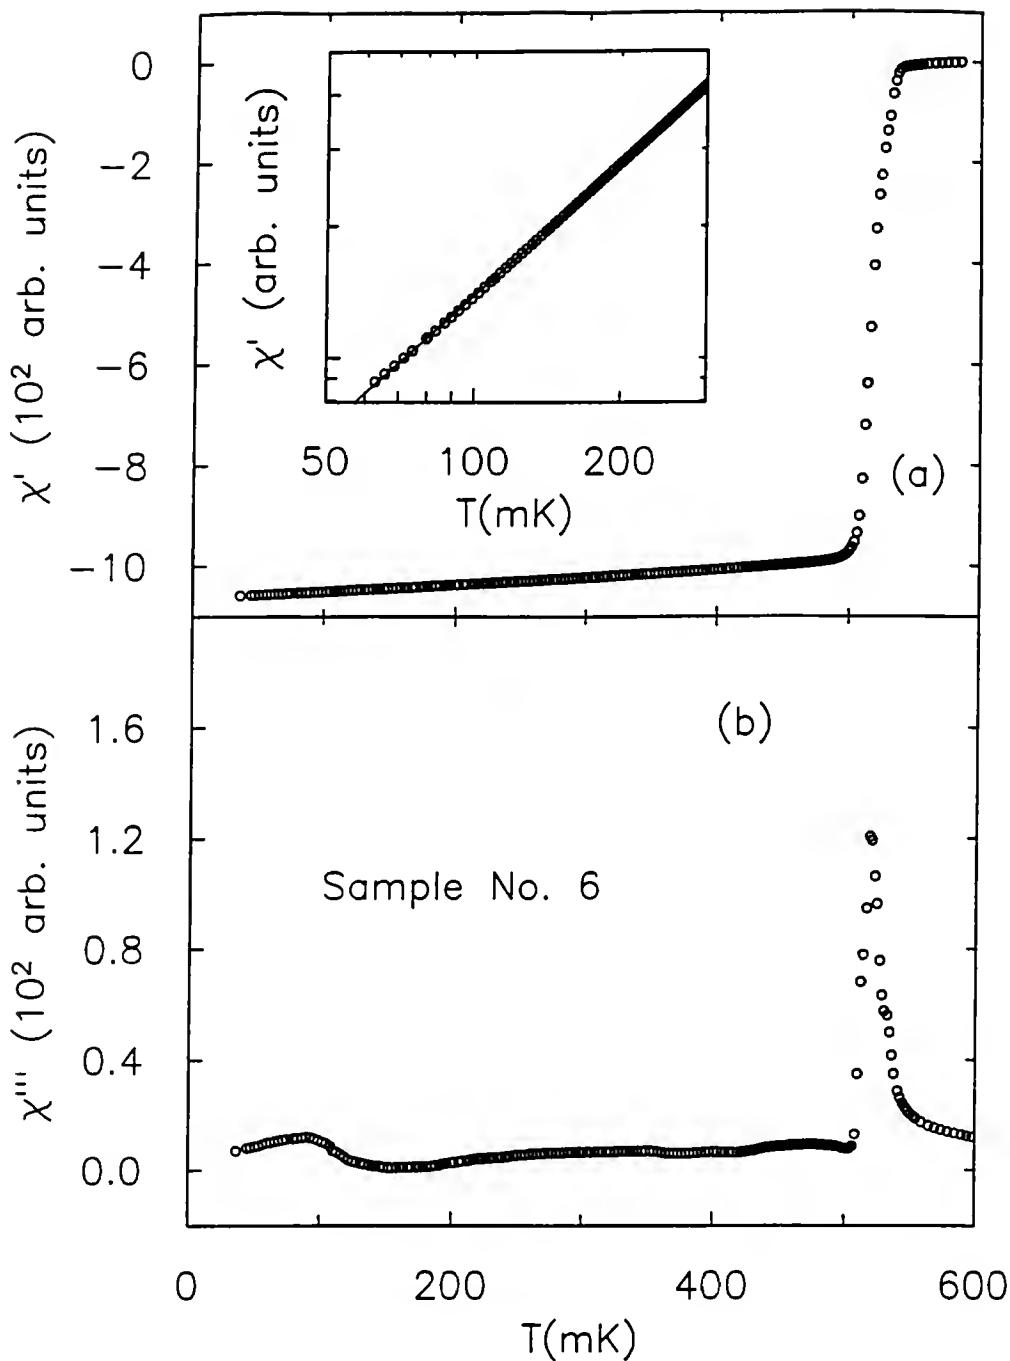 χ' (10² arb. units)
0
−2
−4
−6
−8
−10
χ' (arb. units)
50
100
200
T(mK)
(a)
χ''' (10² arb. units)
1.6
1.2
0.8
0.4
0.0
(b)
Sample No. 6
0
200
400
600
T(mK)